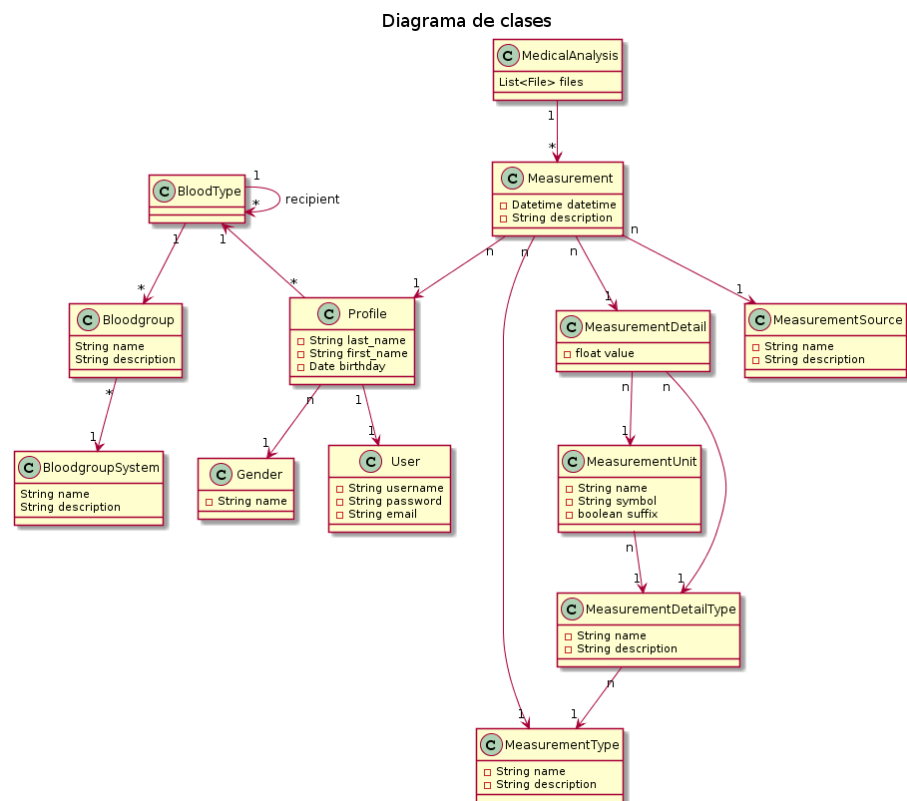 Diagrama de clases
C MedicalAnalysis
List<File> files
1
*
C Measurement
Datetime datetime
String description
C BloodType
1
*
recipient
1
1
*
*
n
1
n
n
1
n
1
C Bloodgroup
String name
String description
C Profile
String last_name
String first_name
Date birthday
C MeasurementDetail
float value
C MeasurementSource
String name
String description
*
1
n
1
1
1
n
1
n
C BloodgroupSystem
String name
String description
C Gender
String name
C User
String username
String password
String email
C MeasurementUnit
String name
String symbol
boolean suffix
n
1
1
C MeasurementDetailType
String name
String description
n
1
1
C MeasurementType
String name
String description